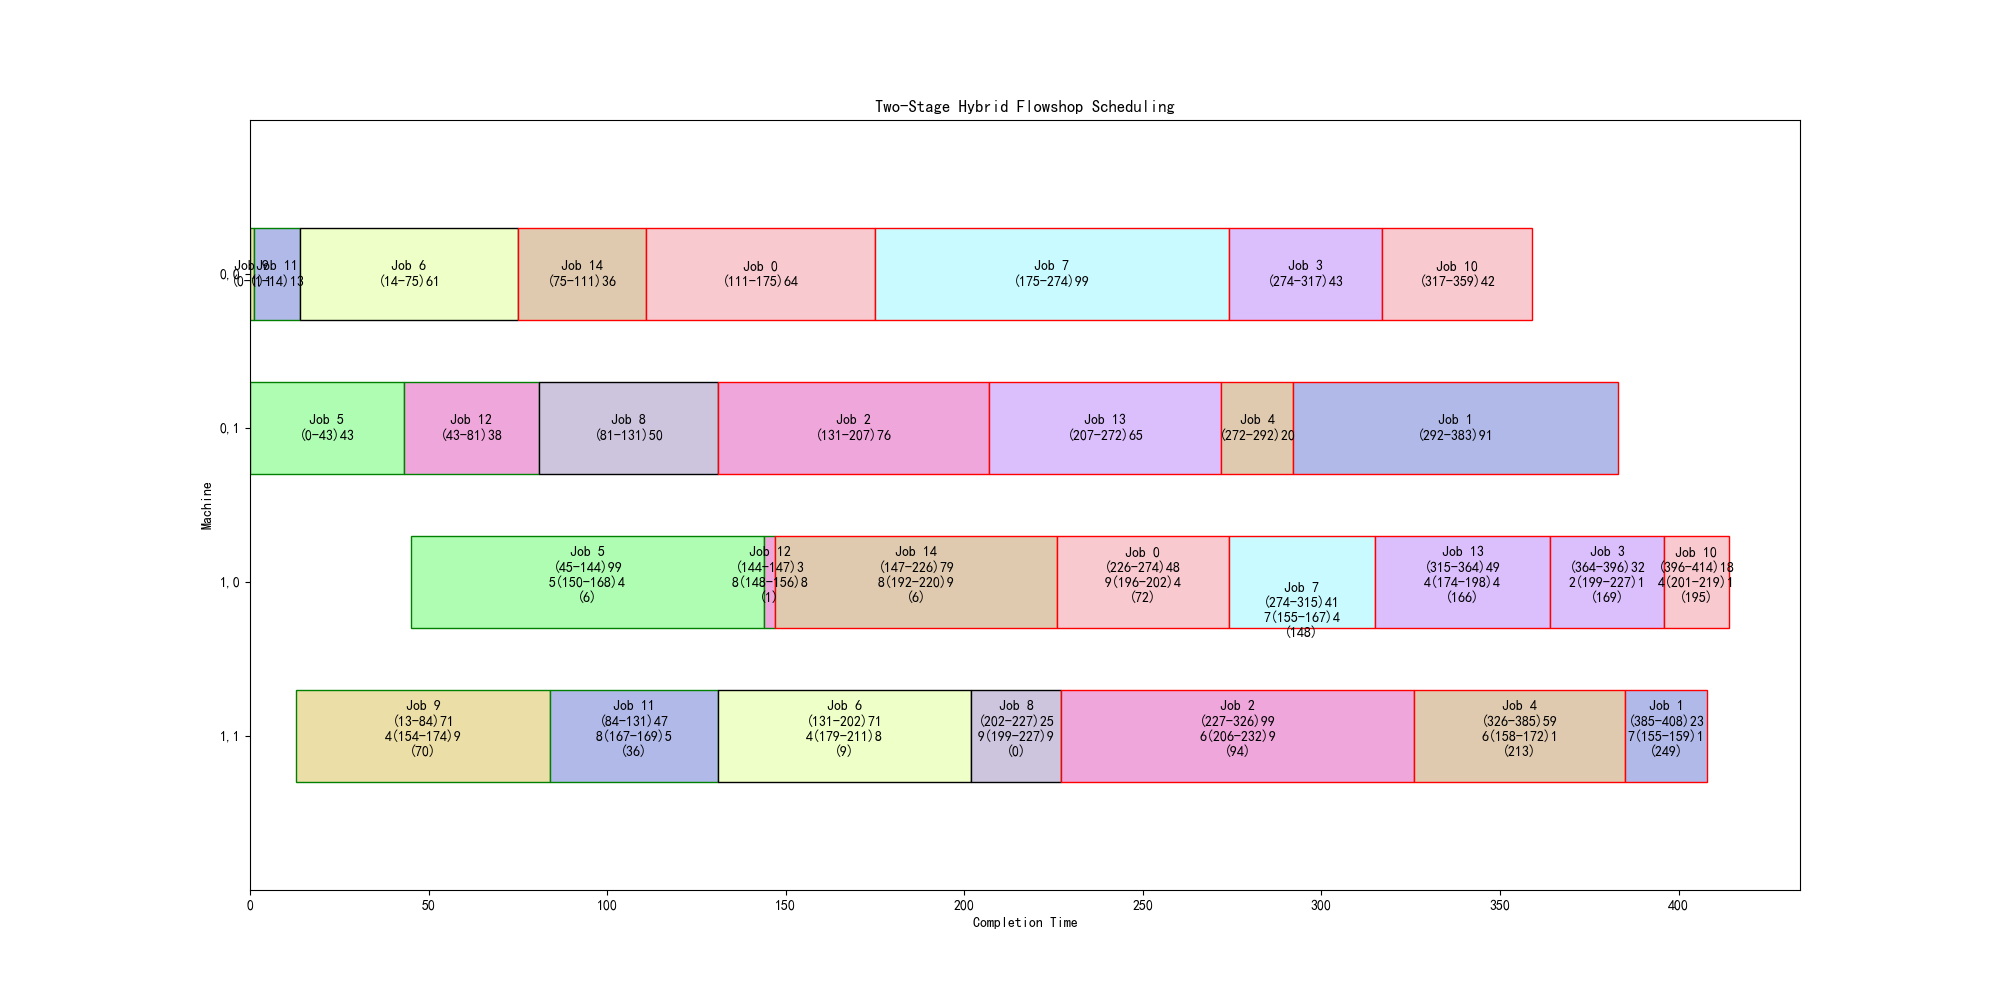 Two-Stage Hybrid Flowshop Scheduling
Machine
0,0
Job 9
Job 11
(1-14)13
Job 6
(14-75)61
Job 14
(75-111)36
Job 0
(111-175)64
Job 7
(175-274)99
Job 3
(274-317)43
Job 10
(317-359)42
0,1
Job 5
(0-43)43
Job 12
(43-81)38
Job 8
(81-131)50
Job 2
(131-207)76
Job 13
(207-272)65
Job 4
(272-292)20
Job 1
(292-383)91
1,0
Job 5
(45-144)99
5(150-168)4
(6)
Job 12
(144-147)3
8(148-156)8
(1)
Job 14
(147-226)79
8(192-220)9
(6)
Job 0
(226-274)48
9(196-202)4
(72)
Job 7
(274-315)41
7(155-167)4
(148)
Job 13
(315-364)49
4(174-198)4
(166)
Job 3
(364-396)32
2(199-227)1
(169)
Job 10
(396-414)18
4(201-219)1
(195)
1,1
Job 9
(13-84)71
4(154-174)9
(70)
Job 11
(84-131)47
8(167-169)5
(36)
Job 6
(131-202)71
4(179-211)8
(9)
Job 8
(202-227)25
9(199-227)9
(0)
Job 2
(227-326)99
6(206-232)9
(94)
Job 4
(326-385)59
6(158-172)1
(213)
Job 1
(385-408)23
7(155-159)1
(249)
0 50 100 150 200 250 300 350 400
Completion Time